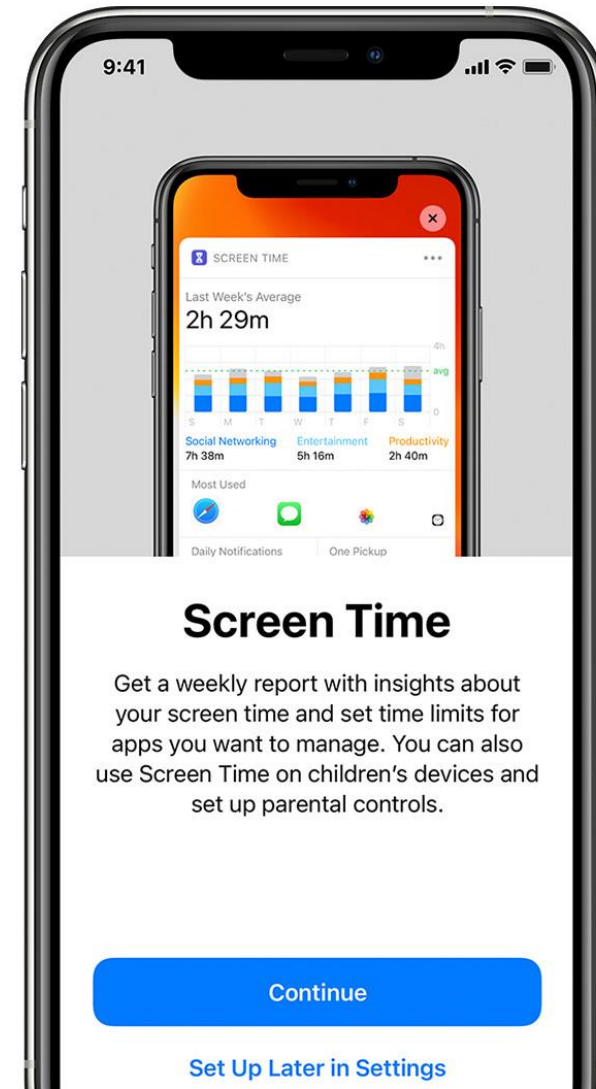 9:41
SCREEN TIME
Last Week's Average
2h 29m
4h
avg
0
S M T W T F S
Social Networking Entertainment Productivity
7h 38m 5h 16m 2h 40m
Most Used
Daily Notifications One Pickup
Screen Time
Get a weekly report with insights about
your screen time and set time limits for
apps you want to manage. You can also
use Screen Time on children's devices and
set up parental controls.
Continue
Set Up Later in Settings